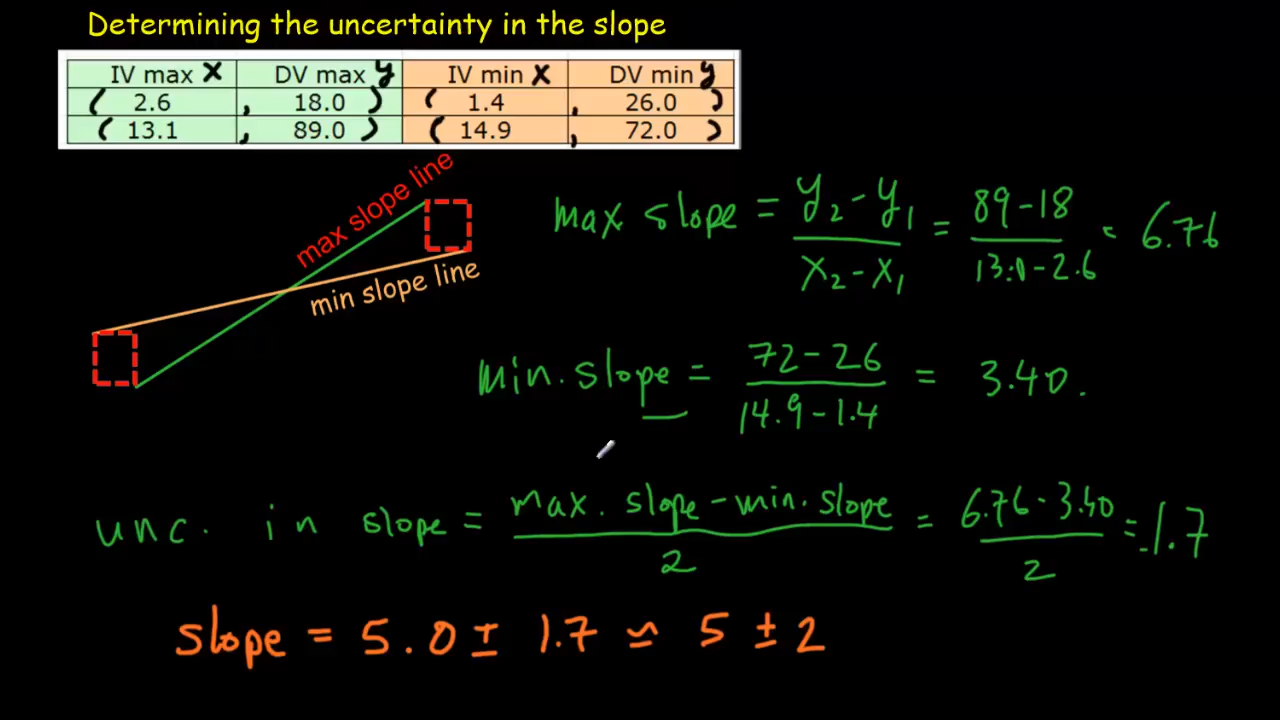 Determining the uncertainty in the slope
IV max x DV max y IV min x DV min y
( 2.6 , 18.0 ) ( 1.4 , 26.0 )
( 13.1 , 89.0 ) ( 14.9 , 72.0 )
max slope line
min slope line
max slope = y2 - y1 / x2 - x1 = 89 - 18 / 13.1 - 2.6 = 6.76
min. slope = 72 - 26 / 14.9 - 1.4 = 3.40.
unc. in slope = max. slope - min. slope / 2 = 6.76 - 3.40 / 2 = 1.7
slope = 5.0 ± 1.7 ≃ 5 ± 2